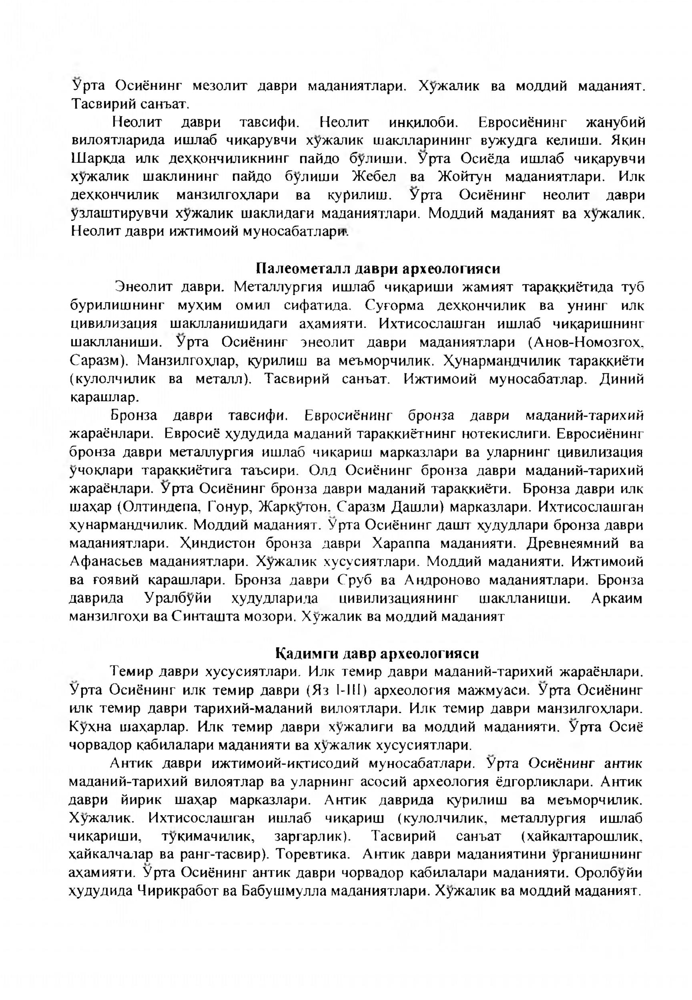 Ўрта Осиёнинг мезолит даври маданиятлари. Хўжалик ва моддий маданият.
Тасвирий санъат.
Неолит даври тавсифи. Неолит инқилоби. Евросиёнинг жанубий
вилоятларида ишлаб чиқарувчи хўжалик шаклларининг вужудга келиши. Яқин
Шарқда илк деҳқончиликнинг пайдо бўлиши. Ўрта Осиёда ишлаб чиқарувчи
хўжалик шаклининг пайдо бўлиши Жебел ва Жойтун маданиятлари. Илк
деҳқончилик манзилгоҳлари ва қурилиш. Ўрта Осиёнинг неолит даври
ўзлаштирувчи хўжалик шаклидаги маданиятлари. Моддий маданият ва хўжалик.
Неолит даври ижтимоий муносабатлари.
Палеометалл даври археологияси
Энеолит даври. Металлургия ишлаб чиқариши жамият тараққиётида туб
бурилишнинг муҳим омил сифатида. Суғорма деҳқончилик ва унинг илк
цивилизация шаклланишидаги аҳамияти. Ихтисослашган ишлаб чиқаришнинг
шаклланиши. Ўрта Осиёнинг энеолит даври маданиятлари (Анов-Номозгоҳ,
Саразм). Манзилгоҳлар, қурилиш ва меъморчилик. Ҳунармандчилик тараққиёти
(кулолчилик ва металл). Тасвирий санъат. Ижтимоий муносабатлар. Диний
қарашлар.
Бронза даври тавсифи. Евросиёнинг бронза даври маданий-тарихий
жараёнлари. Евросиё ҳудудида маданий тараққиётнинг нотекислиги. Евросиёнинг
бронза даври металлургия ишлаб чиқариш марказлари ва уларнинг цивилизация
ўчоқлари тараққиётига таъсири. Олд Осиёнинг бронза даври маданий-тарихий
жараёнлари. Ўрта Осиёнинг бронза даври маданий тараққиёти. Бронза даври илк
шаҳар (Олтиндепа, Гонур, Жарқўтон, Саразм Дашли) марказлари. Ихтисослашган
ҳунармандчилик. Моддий маданият. Ўрта Осиёнинг дашт ҳудудлари бронза даври
маданиятлари. Ҳиндистон бронза даври Хараппа маданияти. Древнеямний ва
Афанасьев маданиятлари. Хўжалик хусусиятлари. Моддий маданияти. Ижтимоий
ва ғоявий қарашлари. Бронза даври Сруб ва Андроново маданиятлари. Бронза
даврида Уралбўйи ҳудудларида цивилизациянинг шаклланиши. Аркаим
манзилгоҳи ва Синташта мозори. Хўжалик ва моддий маданият
Қадимги давр археологияси
Темир даври хусусиятлари. Илк темир даври маданий-тарихий жараёнлари.
Ўрта Осиёнинг илк темир даври (Яз I-III) археология мажмуаси. Ўрта Осиёнинг
илк темир даври тарихий-маданий вилоятлари. Илк темир даври манзилгоҳлари.
Кўҳна шаҳарлар. Илк темир даври хўжалиги ва моддий маданияти. Ўрта Осиё
чорвадор қабилалари маданияти ва хўжалик хусусиятлари.
Антик даври ижтимоий-иқтисодий муносабатлари. Ўрта Осиёнинг антик
маданий-тарихий вилоятлар ва уларнинг асосий археология ёдгорликлари. Антик
даври йирик шаҳар марказлари. Антик даврида қурилиш ва меъморчилик.
Хўжалик. Ихтисослашган ишлаб чиқариш (кулолчилик, металлургия ишлаб
чиқариши, тўқимачилик, заргарлик). Тасвирий санъат (ҳайкалтарошлик,
ҳайкалчалар ва ранг-тасвир). Торевтика. Антик даври маданиятини ўрганишнинг
аҳамияти. Ўрта Осиёнинг антик даври чорвадор қабилалари маданияти. Оролбўйи
ҳудудида Чирикработ ва Бабушмулла маданиятлари. Хўжалик ва моддий маданият.